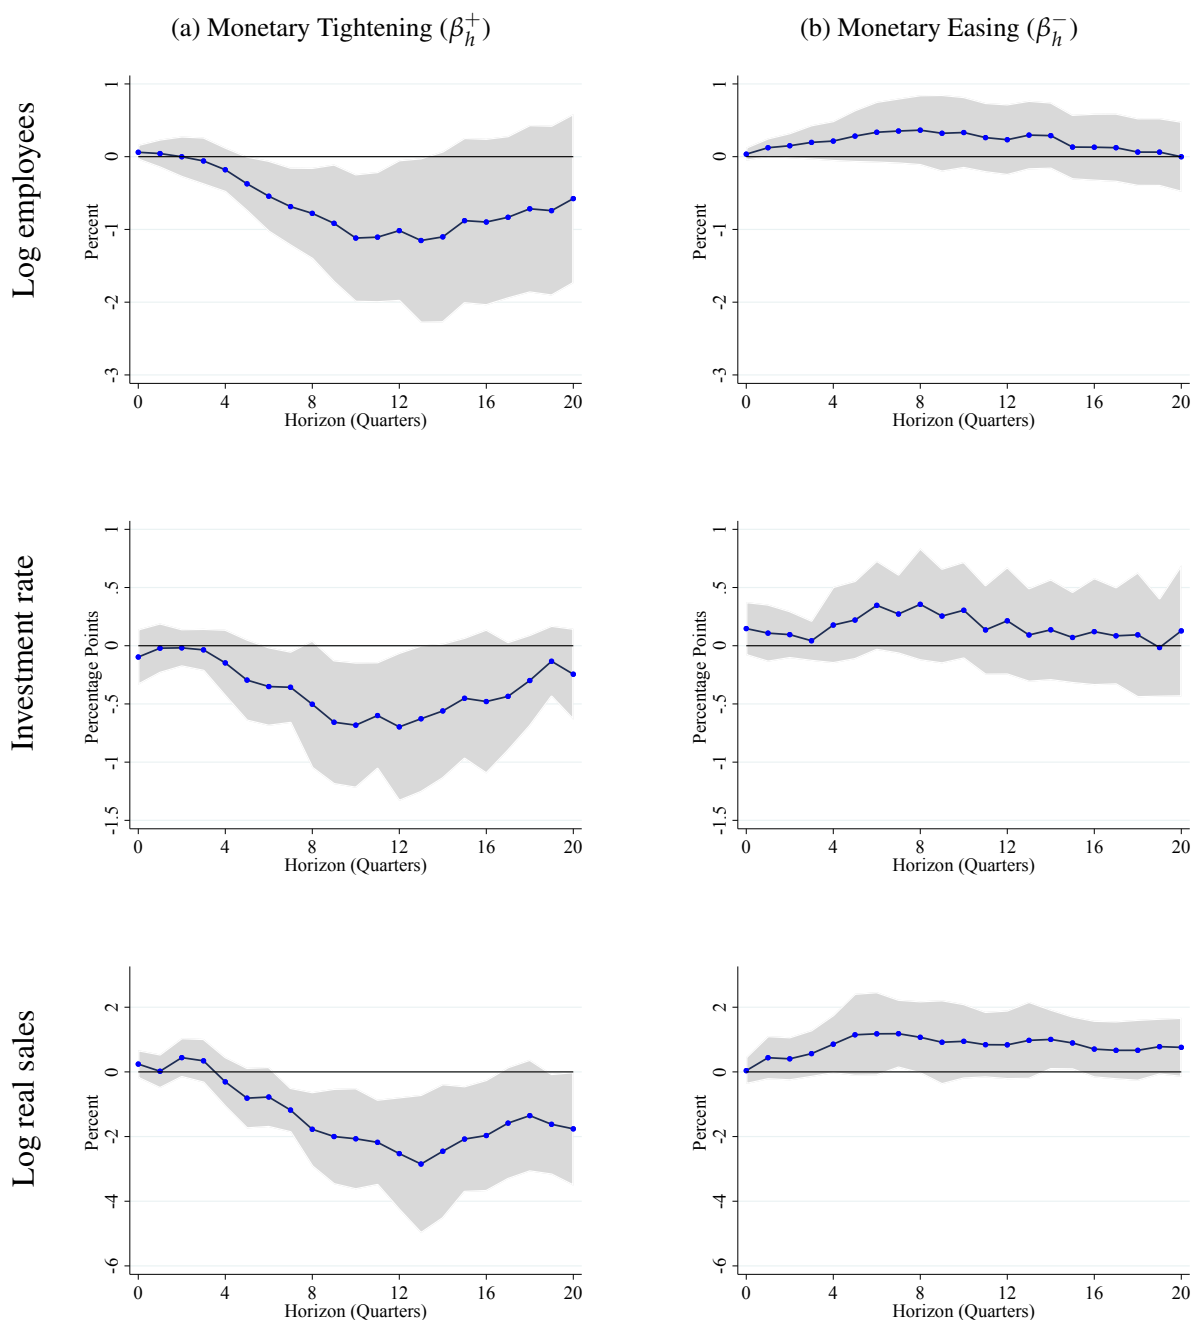 (a) Monetary Tightening (β_h^+)
(b) Monetary Easing (β_h^-)
Log employees
Percent
1
0
-1
-2
-3
0 4 8 12 16 20
Horizon (Quarters)
Percent
1
0
-1
-2
-3
0 4 8 12 16 20
Horizon (Quarters)
Investment rate
Percentage Points
1
.5
0
-.5
-1
-1.5
0 4 8 12 16 20
Horizon (Quarters)
Percentage Points
1
.5
0
-.5
-1
-1.5
0 4 8 12 16 20
Horizon (Quarters)
Log real sales
Percent
2
0
-2
-4
-6
0 4 8 12 16 20
Horizon (Quarters)
Percent
2
0
-2
-4
-6
0 4 8 12 16 20
Horizon (Quarters)